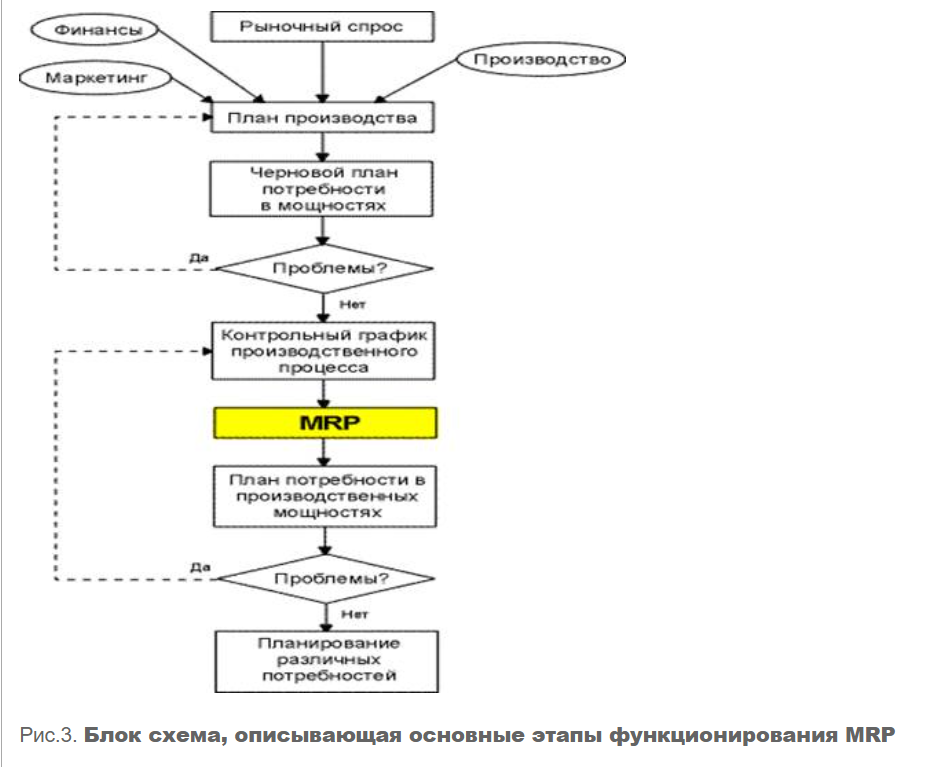 Финансы
Рыночный спрос
Производство
Маркетинг
План производства
Черновой план
потребности
в мощностях
Да
Проблемы?
Нет
Контрольный график
производственного
процесса
MRP
План потребности в
производственных
мощностях
Да
Проблемы?
Нет
Планирование
различных
потребностей
Рис.3. Блок схема, описывающая основные этапы функционирования MRP